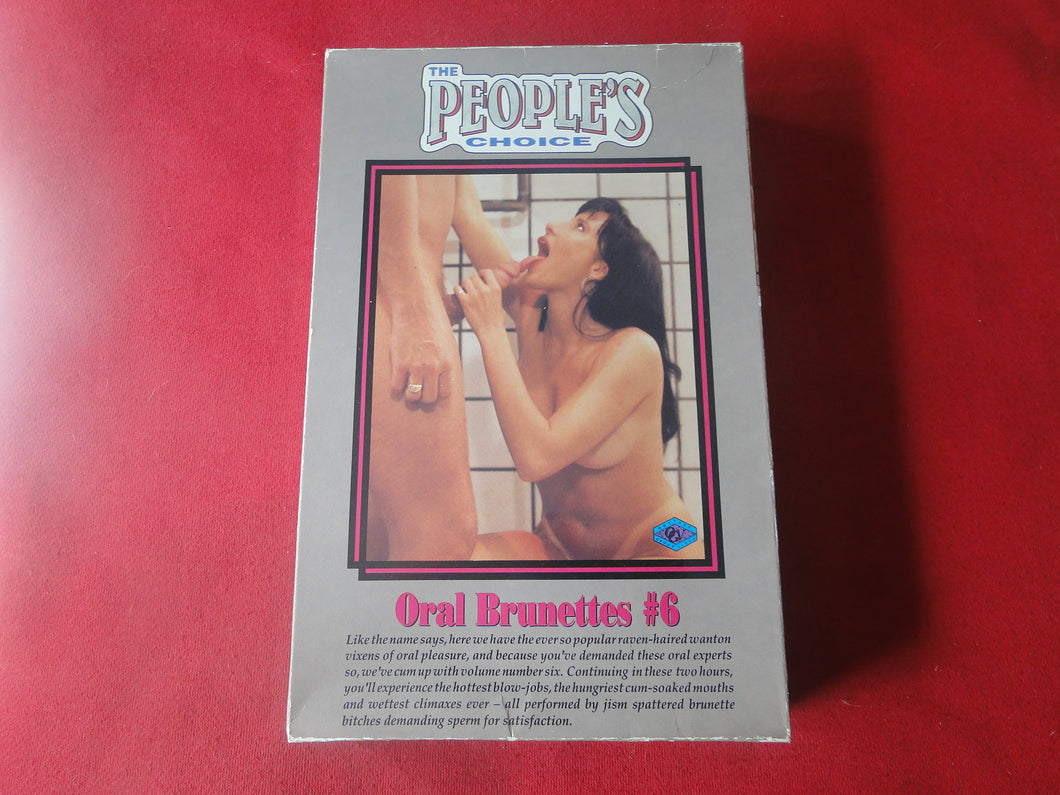 THE
PEOPLE'S
CHOICE
Oral Brunettes #6
Like the name says, here we have the ever so popular raven-haired wanton
vixens of oral pleasure, and because you've demanded these oral experts
so, we've cum up with volume number six. Continuing in these two hours,
you'll experience the hottest blow-jobs, the hungriest cum-soaked mouths
and wettest climaxes ever – all performed by jism spattered brunette
bitches demanding sperm for satisfaction.